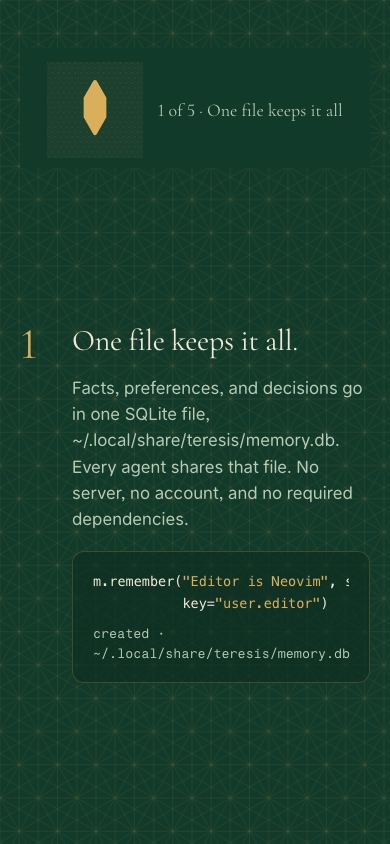 1 of 5 · One file keeps it all
1
One file keeps it all.
Facts, preferences, and decisions go
in one SQLite file,
~/.local/share/teresis/memory.db.
Every agent shares that file. No
server, no account, and no required
dependencies.
m.remember("Editor is Neovim",
key="user.editor")
created ·
~/.local/share/teresis/memory.db